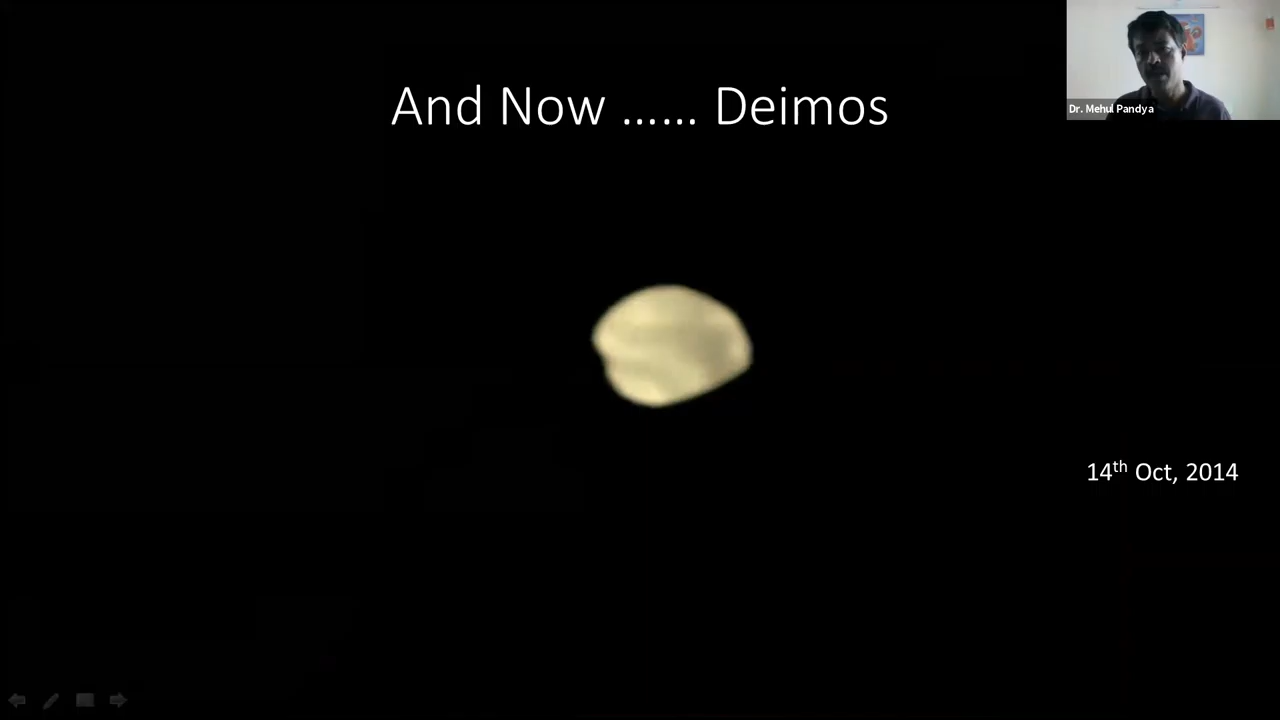 Dr. Mehul Pandya
And Now ...... Deimos
14th Oct, 2014